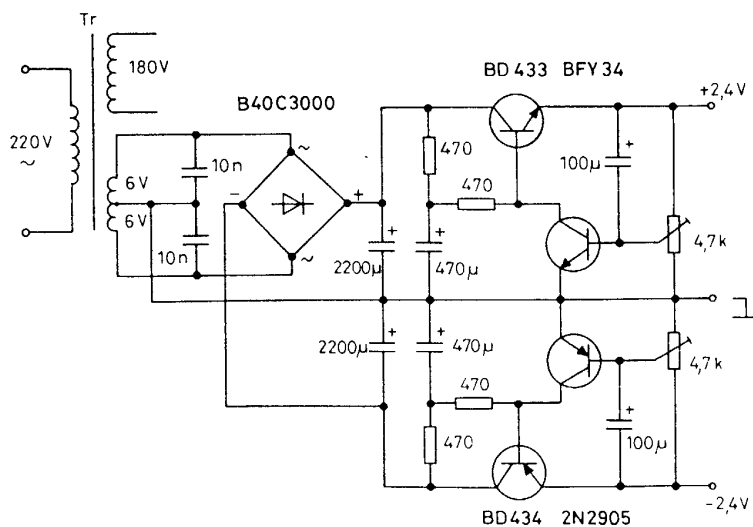 Tr
180V
220V
~
6V
6V
10n
10n
B40C3000
~
-
+
~
BD433 BFY34
+2,4V
470
470
100µ
+
4,7k
+
2200µ
+
470µ
+
2200µ
+
470µ
470
470
4,7k
+
100µ
BD434 2N2905
-2,4V